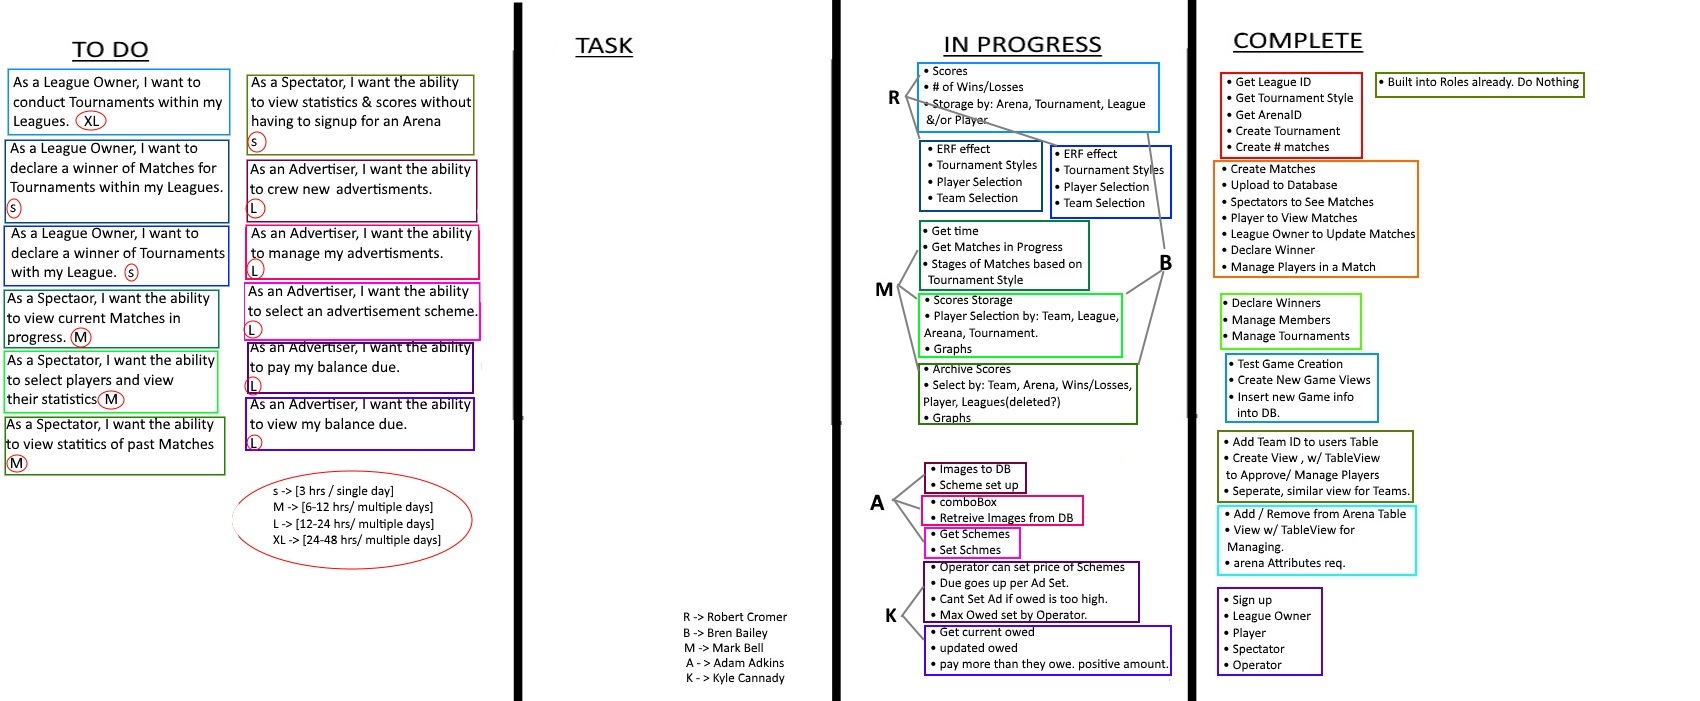 TO DO
As a League Owner, I want to
conduct Tournaments within my
Leagues. XL
As a League Owner, I want to
declare a winner of Matches for
Tournaments within my Leagues.
s
As a League Owner, I want to
declare a winner of Tournaments
with my League. s
As a Spectaor, I want the ability
to view current Matches in
progress. M
As a Spectator, I want the ability
to select players and view
their statistics M
As a Spectator, I want the ability
to view statitics of past Matches
M
As a Spectator, I want the ability
to view statistics & scores without
having to signup for an Arena
s
As an Advertiser, I want the ability
to crew new advertisments.
L
As an Advertiser, I want the ability
to manage my advertisments.
L
As an Advertiser, I want the ability
to select an advertisement scheme.
L
As an Advertiser, I want the ability
to pay my balance due.
L
As an Advertiser, I want the ability
to view my balance due.
L
s -> [3 hrs / single day]
M -> [6-12 hrs/ multiple days]
L -> [12-24 hrs/ multiple days]
XL -> [24-48 hrs/ multiple days]
TASK
R -> Robert Cromer
B -> Bren Bailey
M -> Mark Bell
A - > Adam Adkins
K - > Kyle Cannady
IN PROGRESS
R
• Scores
• # of Wins/Losses
• Storage by: Arena, Tournament, League
&/or Player
• ERF effect
• Tournament Styles
• Player Selection
• Team Selection
• ERF effect
• Tournament Styles
• Player Selection
• Team Selection
B
M
• Get time
• Get Matches in Progress
• Stages of Matches based on
Tournament Style
• Scores Storage
• Player Selection by: Team, League,
Areana, Tournament.
• Graphs
• Archive Scores
• Select by: Team, Arena, Wins/Losses,
Player, Leagues(deleted?)
• Graphs
A
• Images to DB
• Scheme set up
• comboBox
• Retreive Images from DB
• Get Schemes
• Set Schmes
K
• Operator can set price of Schemes
• Due goes up per Ad Set.
• Cant Set Ad if owed is too high.
• Max Owed set by Operator.
• Get current owed
• updated owed
• pay more than they owe. positive amount.
COMPLETE
• Get League ID
• Get Tournament Style
• Get ArenaID
• Create Tournament
• Create # matches
• Built into Roles already. Do Nothing
• Create Matches
• Upload to Database
• Spectators to See Matches
• Player to View Matches
• League Owner to Update Matches
• Declare Winner
• Manage Players in a Match
• Declare Winners
• Manage Members
• Manage Tournaments
• Test Game Creation
• Create New Game Views
• Insert new Game info
into DB.
• Add Team ID to users Table
• Create View , w/ TableView
to Approve/ Manage Players
• Seperate, similar view for Teams.
• Add / Remove from Arena Table
• View w/ TableView for
Managing.
• arena Attributes req.
• Sign up
• League Owner
• Player
• Spectator
• Operator